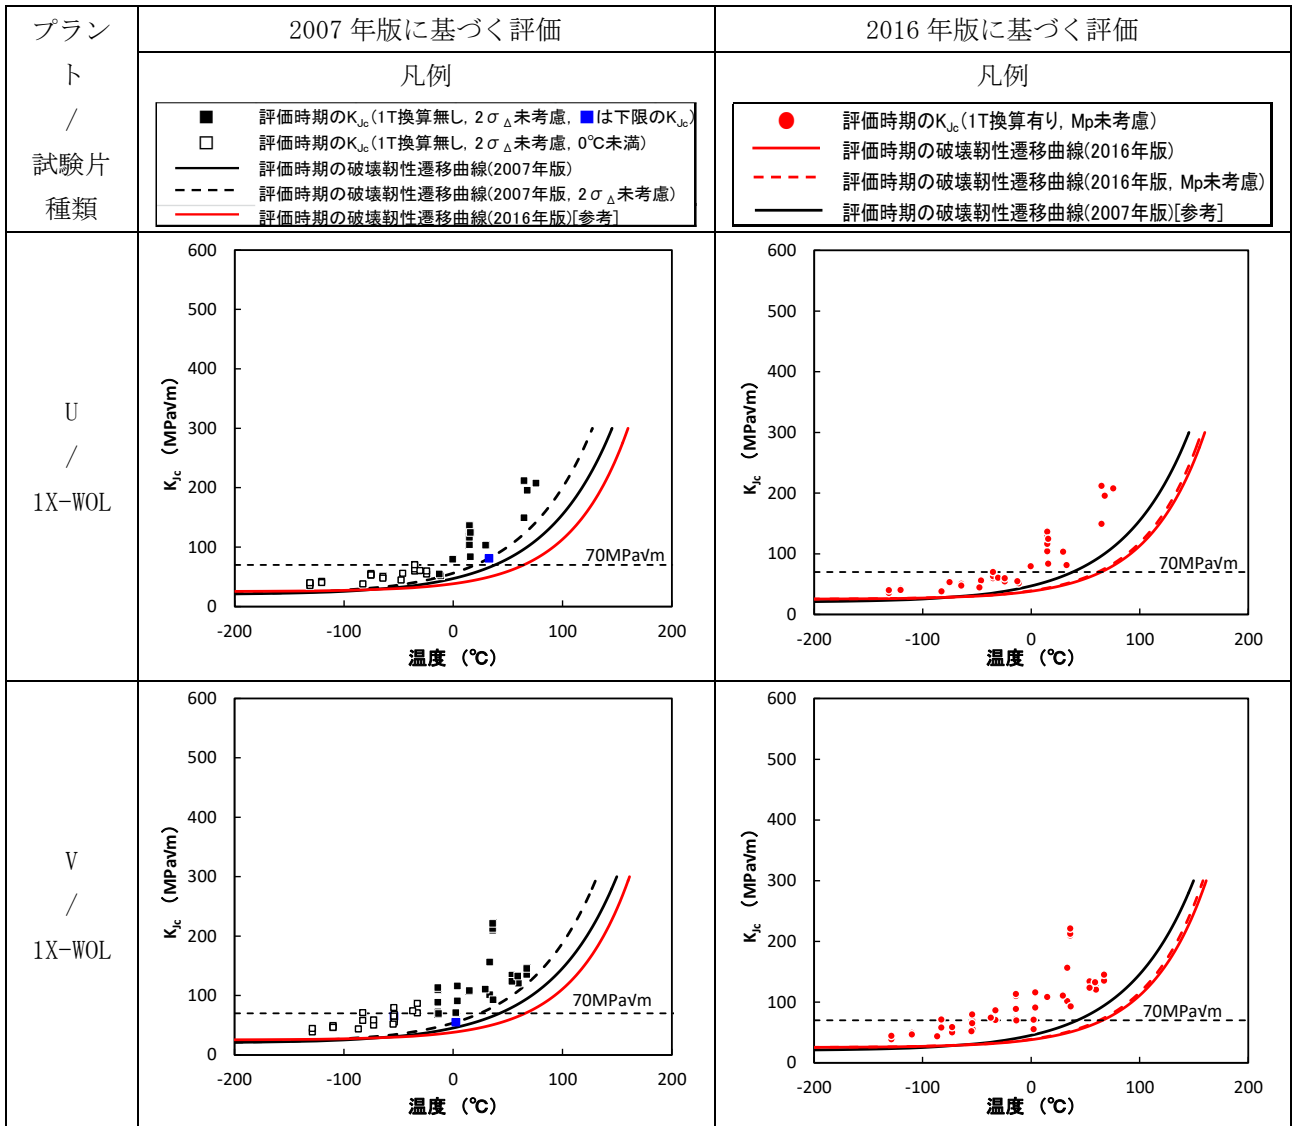 プラン
ト
/
試験片
種類
2007 年版に基づく評価
2016 年版に基づく評価
凡例
評価時期のKJc(1T換算無し, 2σΔ未考慮, ■は下限のKJc)
評価時期のKJc(1T換算無し, 2σΔ未考慮, 0℃未満)
評価時期の破壊靭性遷移曲線(2007年版)
評価時期の破壊靭性遷移曲線(2007年版, 2σΔ未考慮)
評価時期の破壊靭性遷移曲線(2016年版)[参考]
凡例
評価時期のKJc(1T換算有り, Mp未考慮)
評価時期の破壊靭性遷移曲線(2016年版)
評価時期の破壊靭性遷移曲線(2016年版, Mp未考慮)
評価時期の破壊靭性遷移曲線(2007年版)[参考]
U
/
1X-WOL
KJc (MPa√m)
600
500
400
300
200
100
0
70MPa√m
-200 -100 0 100 200
温度 (℃)
KJc (MPa√m)
600
500
400
300
200
100
0
70MPa√m
-200 -100 0 100 200
温度 (℃)
V
/
1X-WOL
KJc (MPa√m)
600
500
400
300
200
100
0
70MPa√m
-200 -100 0 100 200
温度 (℃)
KJc (MPa√m)
600
500
400
300
200
100
0
70MPa√m
-200 -100 0 100 200
温度 (℃)